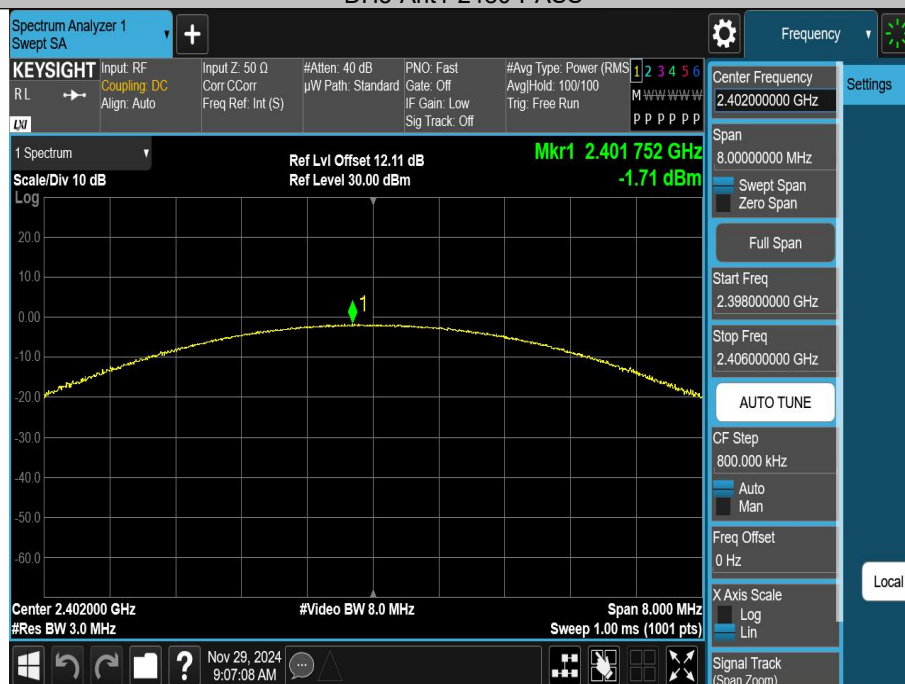 Spectrum Analyzer 1
Swept SA
Frequency
KEYSIGHT
R L
LXI
Input: RF
Coupling: DC
Align: Auto
Input Z: 50 Ω
Corr CCorr
Freq Ref: Int (S)
#Atten: 40 dB
µW Path: Standard
PNO: Fast
Gate: Off
IF Gain: Low
Sig Track: Off
#Avg Type: Power (RMS
Avg|Hold: 100/100
Trig: Free Run
1 2 3 4 5 6
M W W W W W
P P P P P P
1 Spectrum
Scale/Div 10 dB
Log
Ref Lvl Offset 12.11 dB
Ref Level 30.00 dBm
Mkr1 2.401 752 GHz
-1.71 dBm
20.0
10.0
0.00
-10.0
-20.0
-30.0
-40.0
-50.0
-60.0
1
Center 2.402000 GHz
#Res BW 3.0 MHz
#Video BW 8.0 MHz
Span 8.000 MHz
Sweep 1.00 ms (1001 pts)
Nov 29, 2024
9:07:08 AM
Center Frequency
2.402000000 GHz
Span
8.00000000 MHz
Swept Span
Zero Span
Full Span
Start Freq
2.398000000 GHz
Stop Freq
2.406000000 GHz
AUTO TUNE
CF Step
800.000 kHz
Auto
Man
Freq Offset
0 Hz
X Axis Scale
Log
Lin
Signal Track
(Span Zoom)
Settings
Local